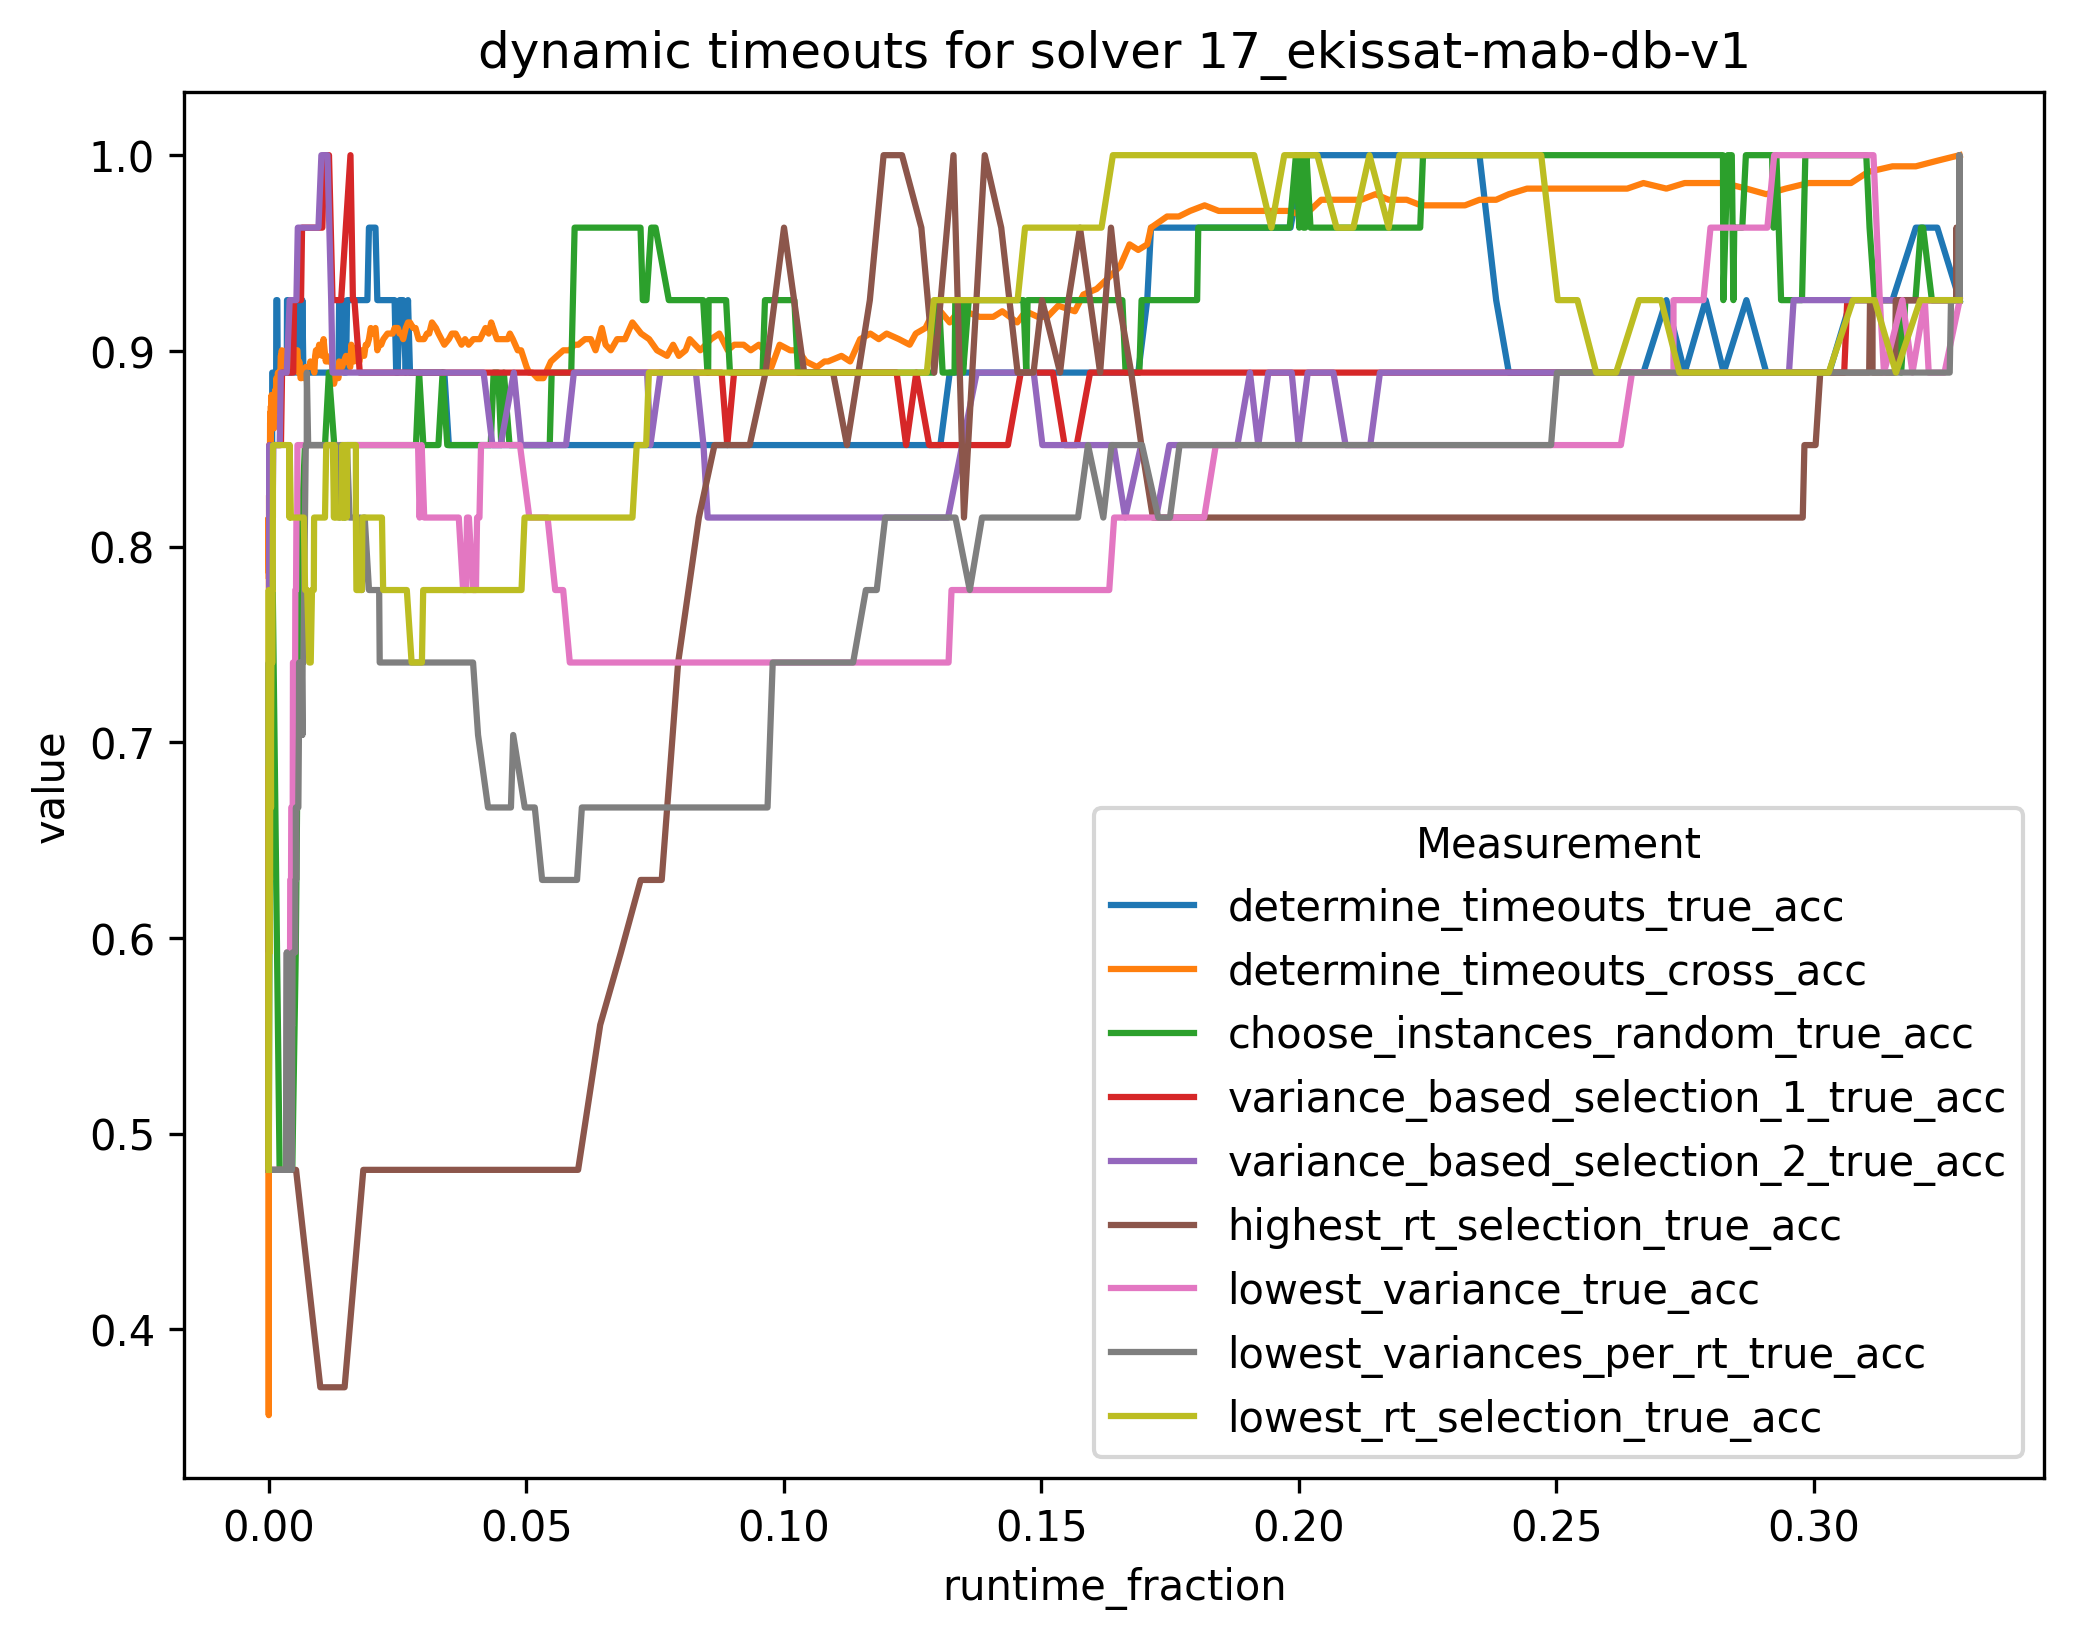 dynamic timeouts for solver 17_ekissat-mab-db-v1
1.0
0.9
0.8
0.7
0.6
0.5
0.4
value
Measurement
determine_timeouts_true_acc
determine_timeouts_cross_acc
choose_instances_random_true_acc
variance_based_selection_1_true_acc
variance_based_selection_2_true_acc
highest_rt_selection_true_acc
lowest_variance_true_acc
lowest_variances_per_rt_true_acc
lowest_rt_selection_true_acc
0.00 0.05 0.10 0.15 0.20 0.25 0.30
runtime_fraction